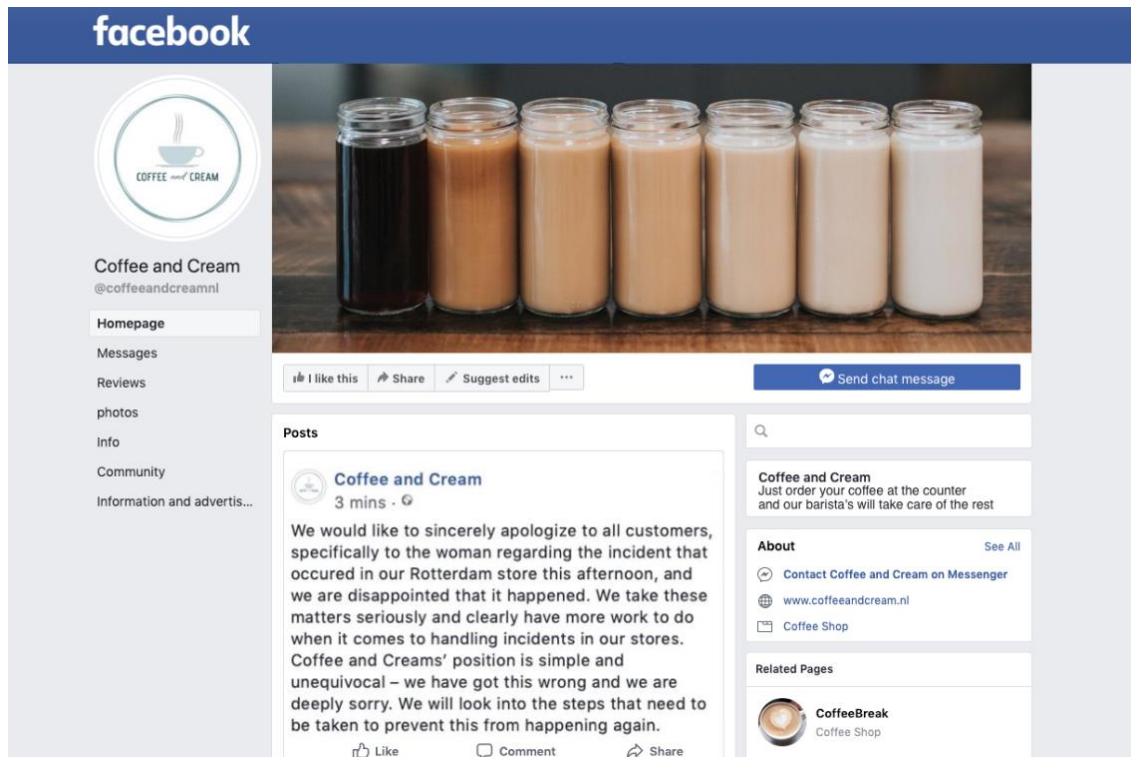 facebook
COFFEE and CREAM
Coffee and Cream
@coffeeandcreamnl
Homepage
Messages
Reviews
photos
Info
Community
Information and advertis...
I like this
Share
Suggest edits
Send chat message
Posts
Coffee and Cream
3 mins ·
We would like to sincerely apologize to all customers,
specifically to the woman regarding the incident that
occured in our Rotterdam store this afternoon, and
we are disappointed that it happened. We take these
matters seriously and clearly have more work to do
when it comes to handling incidents in our stores.
Coffee and Creams’ position is simple and
unequivocal – we have got this wrong and we are
deeply sorry. We will look into the steps that need to
be taken to prevent this from happening again.
Like
Comment
Share
Coffee and Cream
Just order your coffee at the counter
and our barista's will take care of the rest
About
See All
Contact Coffee and Cream on Messenger
www.coffeeandcream.nl
Coffee Shop
Related Pages
CoffeeBreak
Coffee Shop